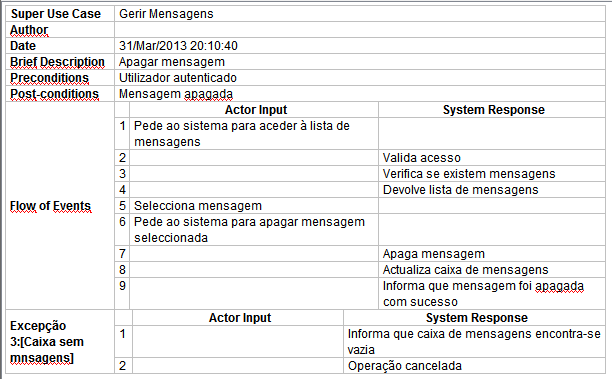 Super Use Case Gerir Mensagens
Author
Date 31/Mar/2013 20:10:40
Brief Description Apagar mensagem
Preconditions Utilizador autenticado
Post-conditions Mensagem apagada
Flow of Events
Actor Input System Response
1 Pede ao sistema para aceder à lista de
mensagens
2 Valida acesso
3 Verifica se existem mensagens
4 Devolve lista de mensagens
5 Selecciona mensagem
6 Pede ao sistema para apagar mensagem
seleccionada
7 Apaga mensagem
8 Actualiza caixa de mensagens
9 Informa que mensagem foi apagada
com sucesso
Excepção
3:[Caixa sem
mnsagens]
Actor Input System Response
1 Informa que caixa de mensagens encontra-se
vazia
2 Operação cancelada